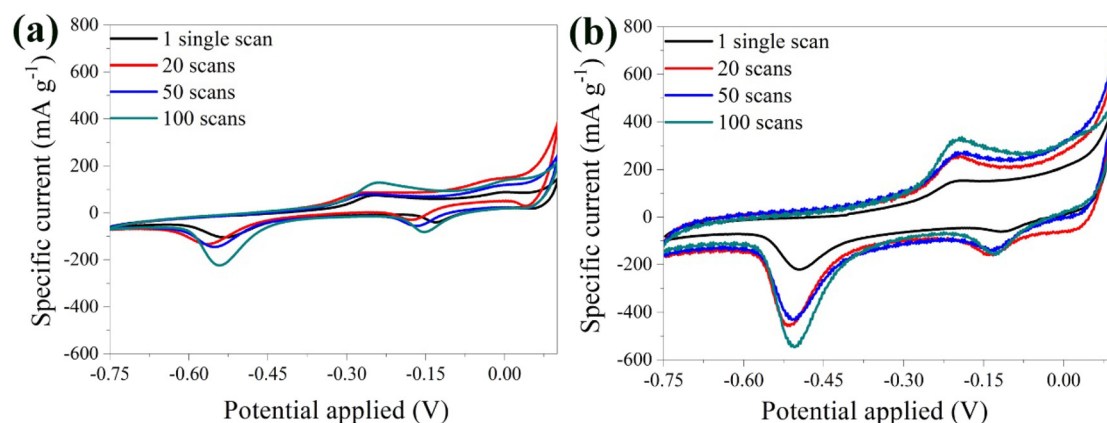 (a)
800
600
400
200
0
-200
-400
-600
Specific current (mA g⁻¹)
1 single scan
20 scans
50 scans
100 scans
-0.75 -0.60 -0.45 -0.30 -0.15 0.00
Potential applied (V)
(b)
800
600
400
200
0
-200
-400
-600
Specific current (mA g⁻¹)
1 single scan
20 scans
50 scans
100 scans
-0.75 -0.60 -0.45 -0.30 -0.15 0.00
Potential applied (V)